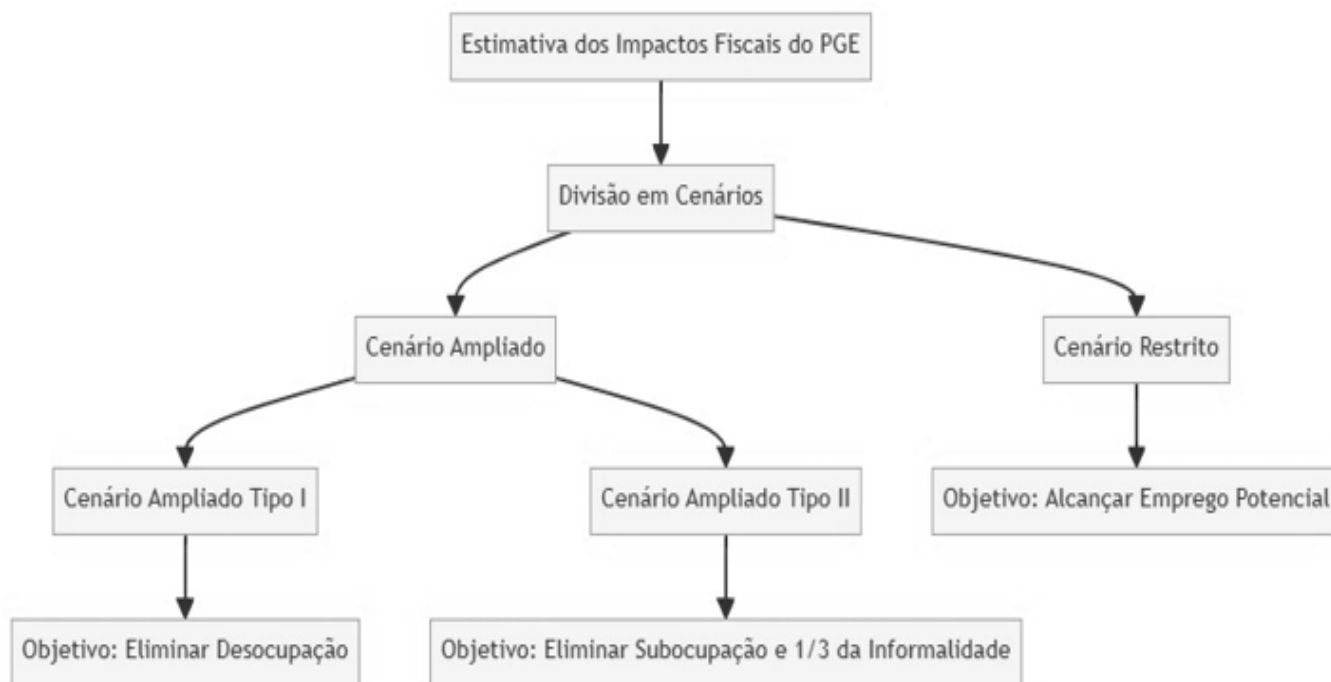 Estimativa dos Impactos Fiscais do PGE
Divisão em Cenários
Cenário Ampliado
Cenário Restrito
Cenário Ampliado Tipo I
Cenário Ampliado Tipo II
Objetivo: Alcançar Emprego Potencial
Objetivo: Eliminar Desocupação
Objetivo: Eliminar Subocupação e 1/3 da Informalidade